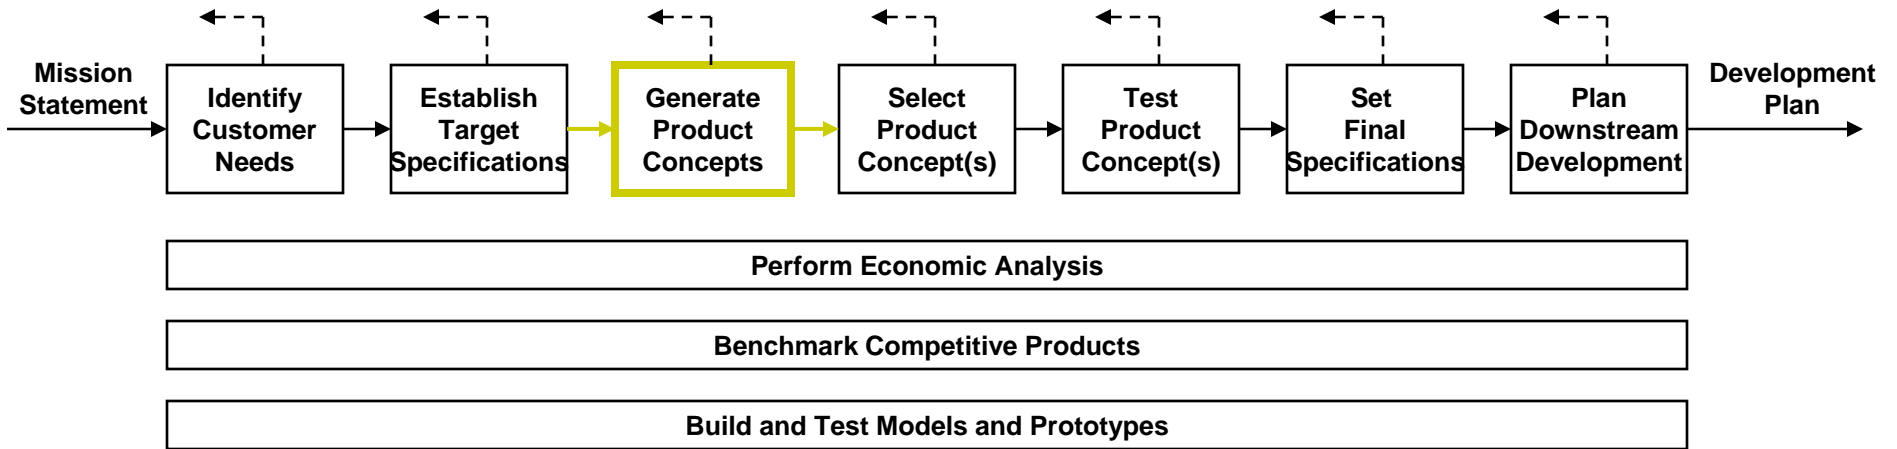 Mission
Statement
Identify
Customer
Needs
Establish
Target
Specifications
Generate
Product
Concepts
Select
Product
Concept(s)
Test
Product
Concept(s)
Set
Final
Specifications
Plan
Downstream
Development
Development
Plan
Perform Economic Analysis
Benchmark Competitive Products
Build and Test Models and Prototypes